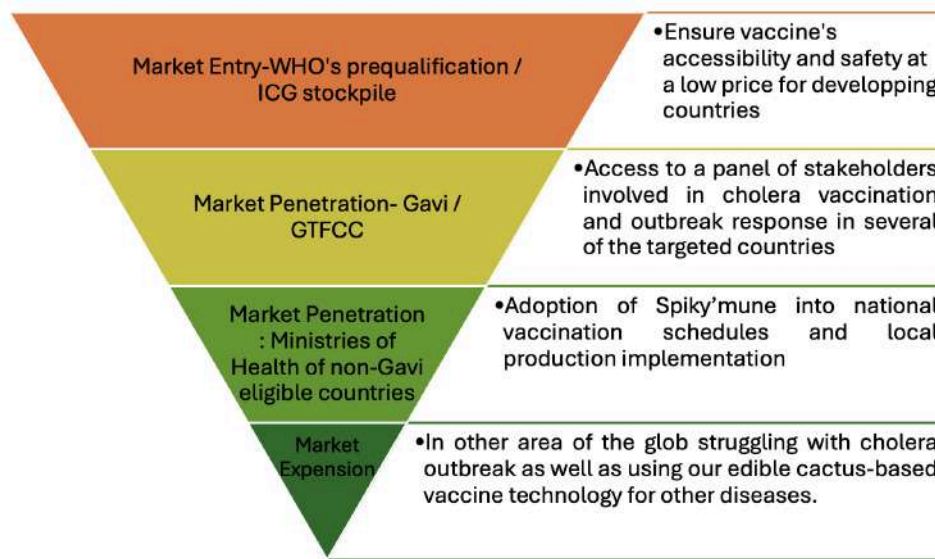 Market Entry-WHO's prequalification /
ICG stockpile
•Ensure vaccine's
accessibility and safety at
a low price for developping
countries
Market Penetration- Gavi /
GTFCC
•Access to a panel of stakeholders
involved in cholera vaccination
and outbreak response in several
of the targeted countries
Market Penetration
: Ministries of
Health of non-Gavi
eligible countries
•Adoption of Spiky’mune into national
vaccination schedules and local
production implementation
Market
Expension
•In other area of the glob struggling with cholera
outbreak as well as using our edible cactus-based
vaccine technology for other diseases.